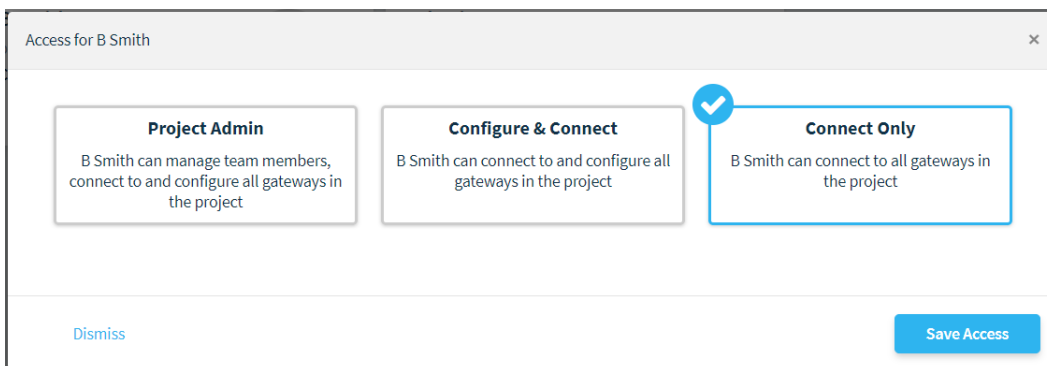 Access for B Smith
×
Project Admin
B Smith can manage team members,
connect to and configure all gateways in
the project
Configure & Connect
B Smith can connect to and configure all
gateways in the project
Connect Only
B Smith can connect to all gateways in
the project
Dismiss
Save Access